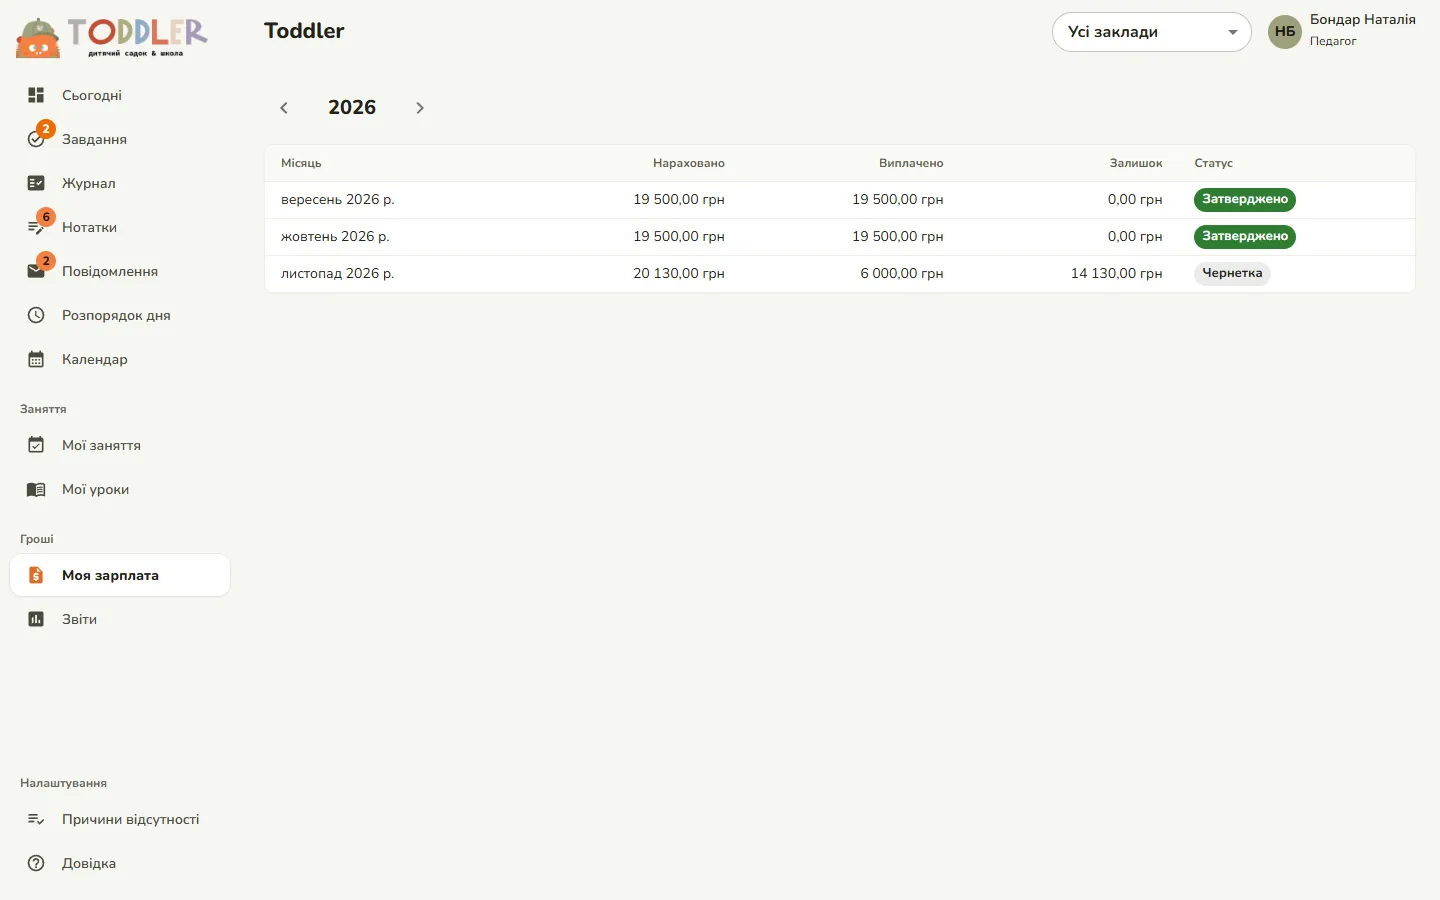 TODDLER
дитячий садок & школа
Toddler
Усі заклади
НБ
Бондар Наталія
Педагог
Сьогодні
2
Завдання
Журнал
6
Нотатки
2
Повідомлення
Розпорядок дня
Календар
Заняття
Мої заняття
Мої уроки
Гроші
Моя зарплата
Звіти
Налаштування
Причини відсутності
Довідка
2026
Місяць Нараховано Виплачено Залишок Статус
вересень 2026 р. 19 500,00 грн 19 500,00 грн 0,00 грн Затверджено
жовтень 2026 р. 19 500,00 грн 19 500,00 грн 0,00 грн Затверджено
листопад 2026 р. 20 130,00 грн 6 000,00 грн 14 130,00 грн Чернетка